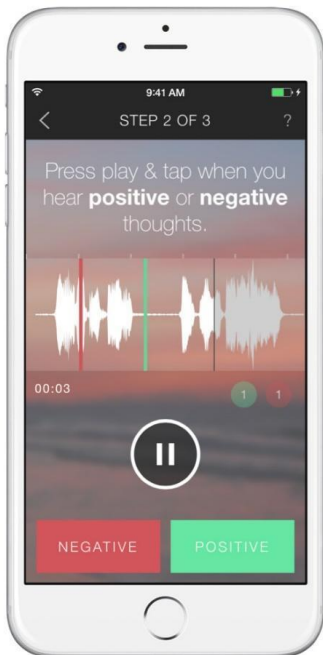 9:41 AM
STEP 2 OF 3 ?
Press play & tap when you
hear positive or negative
thoughts.
00:03 1 1
NEGATIVE POSITIVE